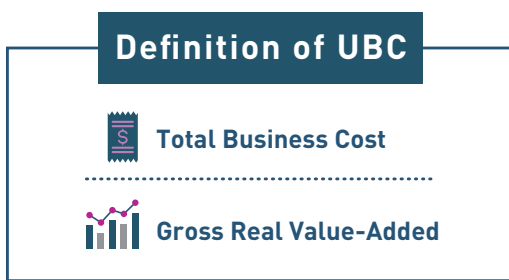 Definition of UBC
$
Total Business Cost
Gross Real Value-Added